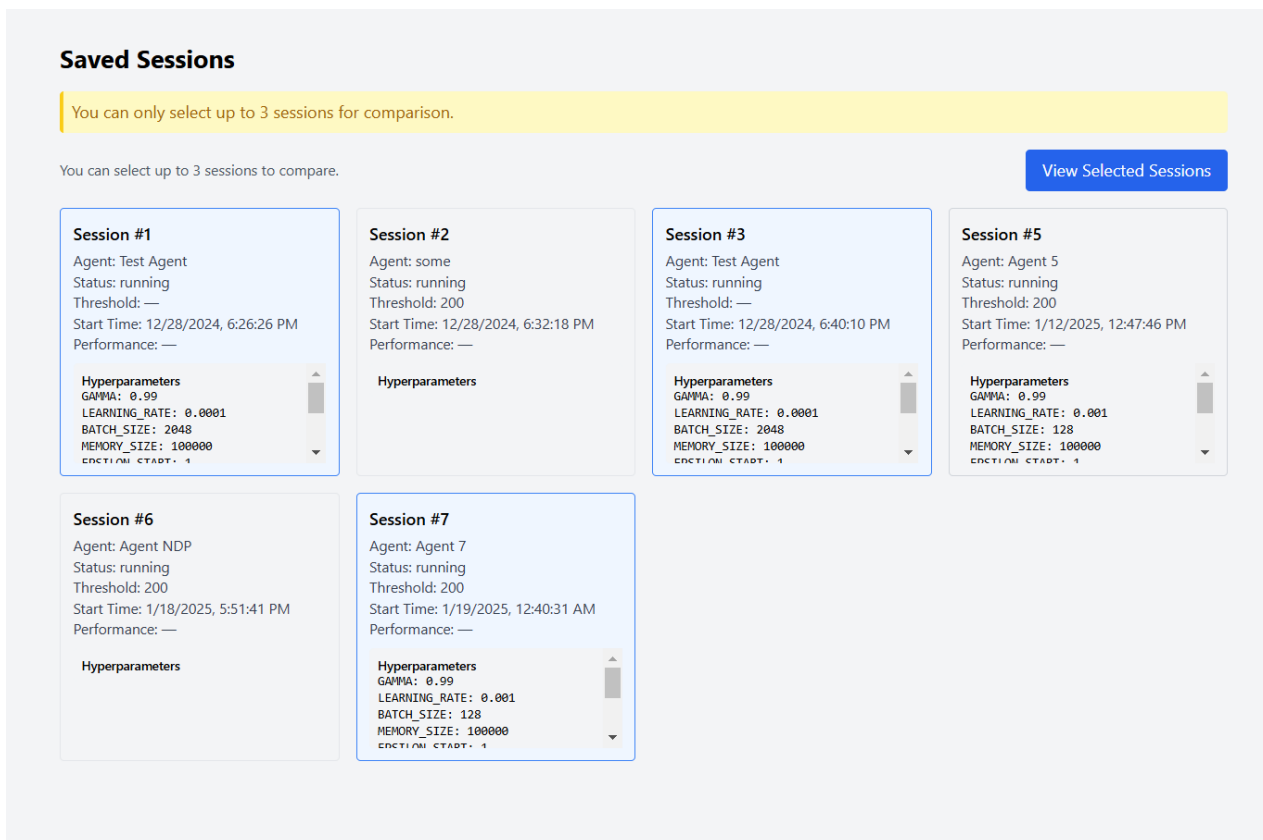 Saved Sessions
You can only select up to 3 sessions for comparison.
You can select up to 3 sessions to compare.
View Selected Sessions
Session #1
Agent: Test Agent
Status: running
Threshold: —
Start Time: 12/28/2024, 6:26:26 PM
Performance: —
Hyperparameters
GAMMA: 0.99
LEARNING_RATE: 0.0001
BATCH_SIZE: 2048
MEMORY_SIZE: 100000
EPSILON_START: 1
Session #2
Agent: some
Status: running
Threshold: 200
Start Time: 12/28/2024, 6:32:18 PM
Performance: —
Hyperparameters
Session #3
Agent: Test Agent
Status: running
Threshold: —
Start Time: 12/28/2024, 6:40:10 PM
Performance: —
Hyperparameters
GAMMA: 0.99
LEARNING_RATE: 0.0001
BATCH_SIZE: 2048
MEMORY_SIZE: 100000
EPSILON_START: 1
Session #5
Agent: Agent 5
Status: running
Threshold: 200
Start Time: 1/12/2025, 12:47:46 PM
Performance: —
Hyperparameters
GAMMA: 0.99
LEARNING_RATE: 0.001
BATCH_SIZE: 128
MEMORY_SIZE: 100000
EPSILON_START: 1
Session #6
Agent: Agent NDP
Status: running
Threshold: 200
Start Time: 1/18/2025, 5:51:41 PM
Performance: —
Hyperparameters
Session #7
Agent: Agent 7
Status: running
Threshold: 200
Start Time: 1/19/2025, 12:40:31 AM
Performance: —
Hyperparameters
GAMMA: 0.99
LEARNING_RATE: 0.001
BATCH_SIZE: 128
MEMORY_SIZE: 100000
EPSILON_START: 1